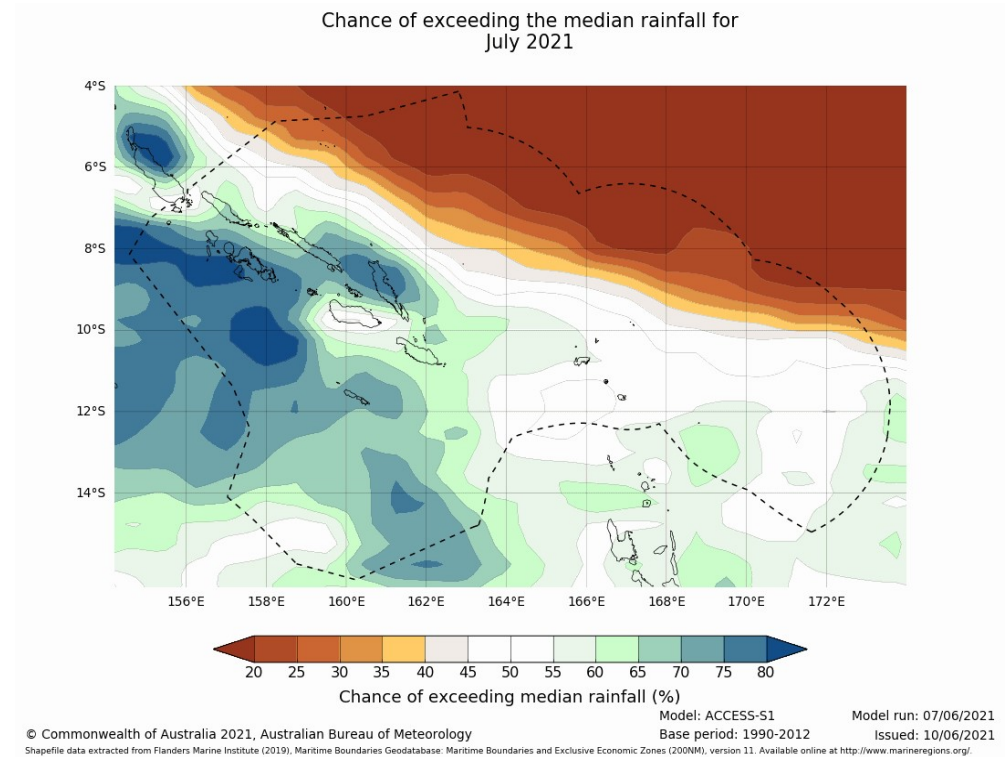 Chance of exceeding the median rainfall for
July 2021
4°S
6°S
8°S
10°S
12°S
14°S
156°E 158°E 160°E 162°E 164°E 166°E 168°E 170°E 172°E
20 25 30 35 40 45 50 55 60 65 70 75 80
Chance of exceeding median rainfall (%)
Model: ACCESS-S1 Model run: 07/06/2021
© Commonwealth of Australia 2021, Australian Bureau of Meteorology Base period: 1990-2012 Issued: 10/06/2021
Shapefile data extracted from Flanders Marine Institute (2019), Maritime Boundaries Geodatabase: Maritime Boundaries and Exclusive Economic Zones (200NM), version 11. Available online at http://www.marineregions.org/.